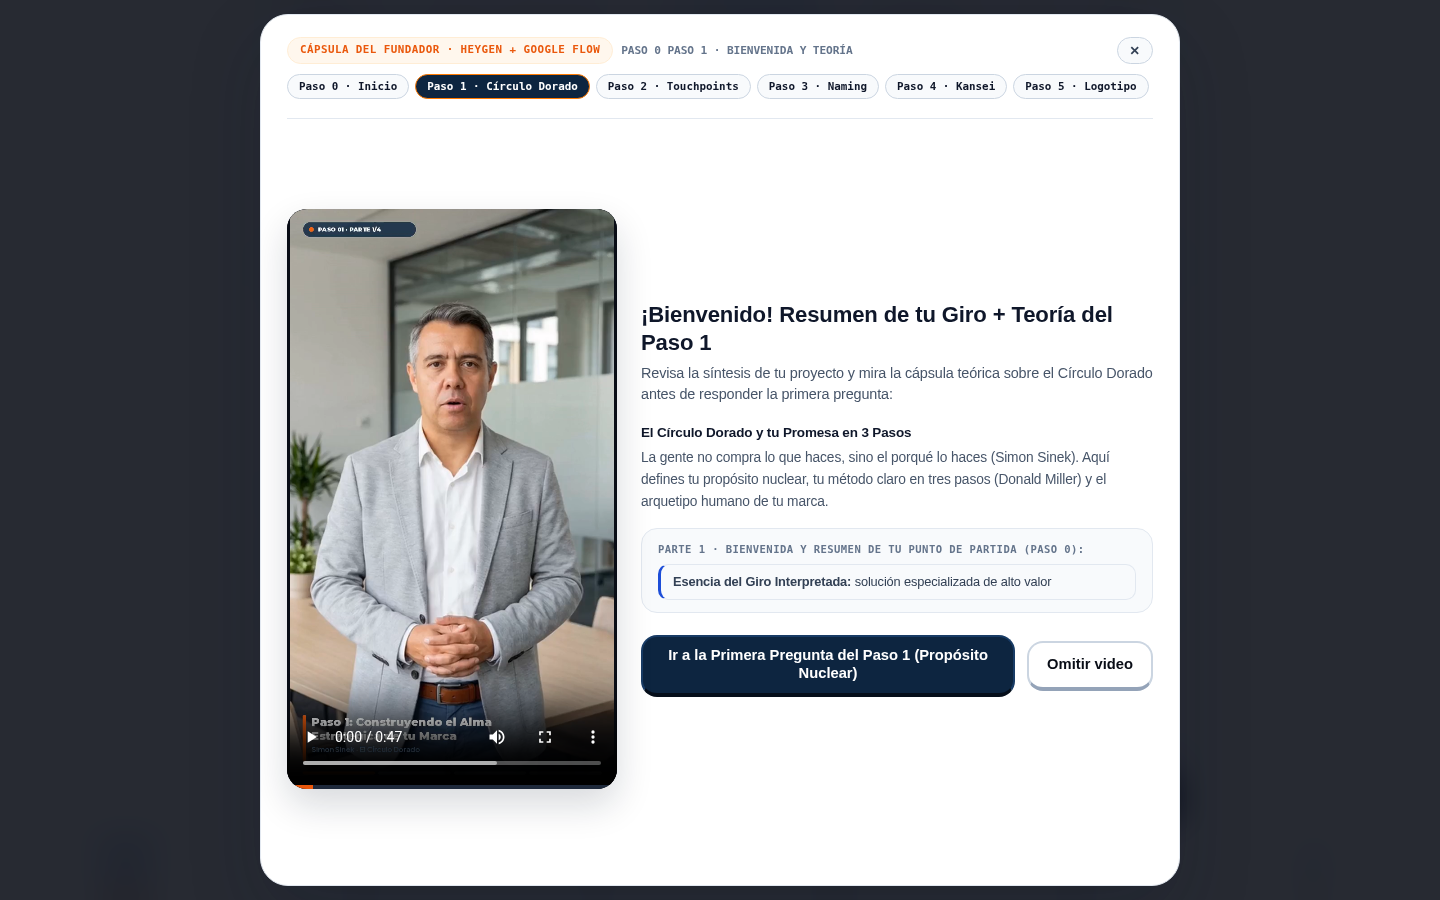 CÁPSULA DEL FUNDADOR · HEYGEN + GOOGLE FLOW
PASO 0 PASO 1 · BIENVENIDA Y TEORÍA
✕
Paso 0 · Inicio
Paso 1 · Círculo Dorado
Paso 2 · Touchpoints
Paso 3 · Naming
Paso 4 · Kansei
Paso 5 · Logotipo
PASO 01 · PARTE 1/4
Paso 1: Construyendo el Alma
tu Marca
Simon Sinek · El Círculo Dorado
0:00 / 0:47
¡Bienvenido! Resumen de tu Giro + Teoría del
Paso 1
Revisa la síntesis de tu proyecto y mira la cápsula teórica sobre el Círculo Dorado
antes de responder la primera pregunta:
El Círculo Dorado y tu Promesa en 3 Pasos
La gente no compra lo que haces, sino el porqué lo haces (Simon Sinek). Aquí
defines tu propósito nuclear, tu método claro en tres pasos (Donald Miller) y el
arquetipo humano de tu marca.
PARTE 1 · BIENVENIDA Y RESUMEN DE TU PUNTO DE PARTIDA (PASO 0):
Esencia del Giro Interpretada: solución especializada de alto valor
Ir a la Primera Pregunta del Paso 1 (Propósito
Nuclear)
Omitir video